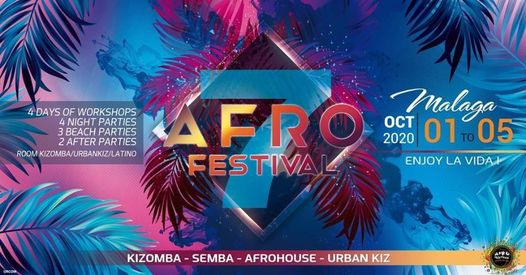 4 DAYS OF WORKSHOPS
4 NIGHT PARTIES
3 BEACH PARTIES
2 AFTER PARTIES
ROOM KIZOMBA/URBANKIZ/LATINO
7
AFRO
FESTIVAL
Malaga
OCT
2020
01 TO 05
ENJOY LA VIDA !
KIZOMBA - SEMBA - AFROHOUSE - URBAN KIZ
AFRO